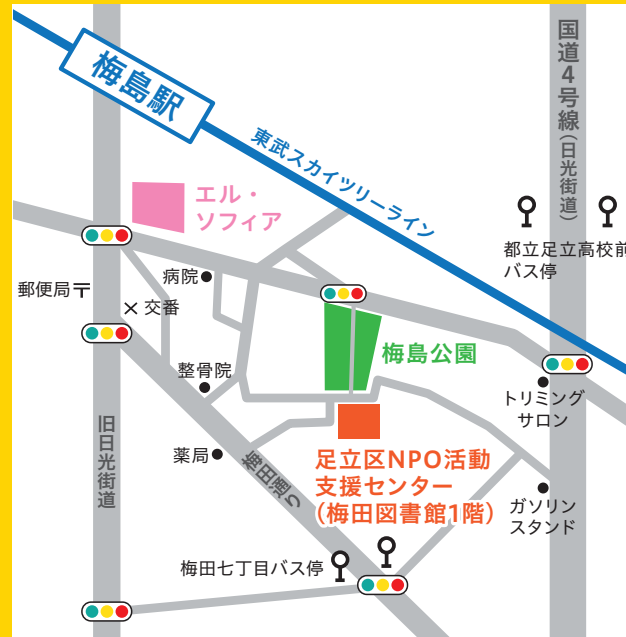 梅島駅
国道4号線(日光街道)
東武スカイツリーライン
エル・
ソフィア
都立足立高校前
バス停
病院
郵便局〒
×交番
梅島公園
整骨院
トリミング
サロン
旧日光街道
薬局
梅田通り
足立区NPO活動
支援センター
(梅田図書館1階)
ガソリン
スタンド
梅田七丁目バス停